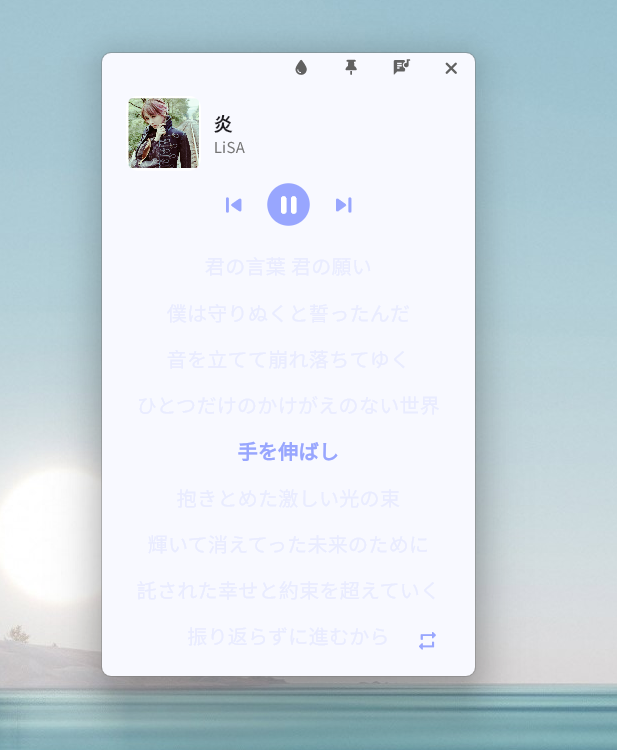 炎
LiSA
君の言葉 君の願い
僕は守りぬくと誓ったんだ
音を立てて崩れ落ちてゆく
ひとつだけのかけがえのない世界
手を伸ばし
抱きとめた激しい光の束
輝いて消えてった未来のために
託された幸せと約束を超えていく
振り返らずに進むから